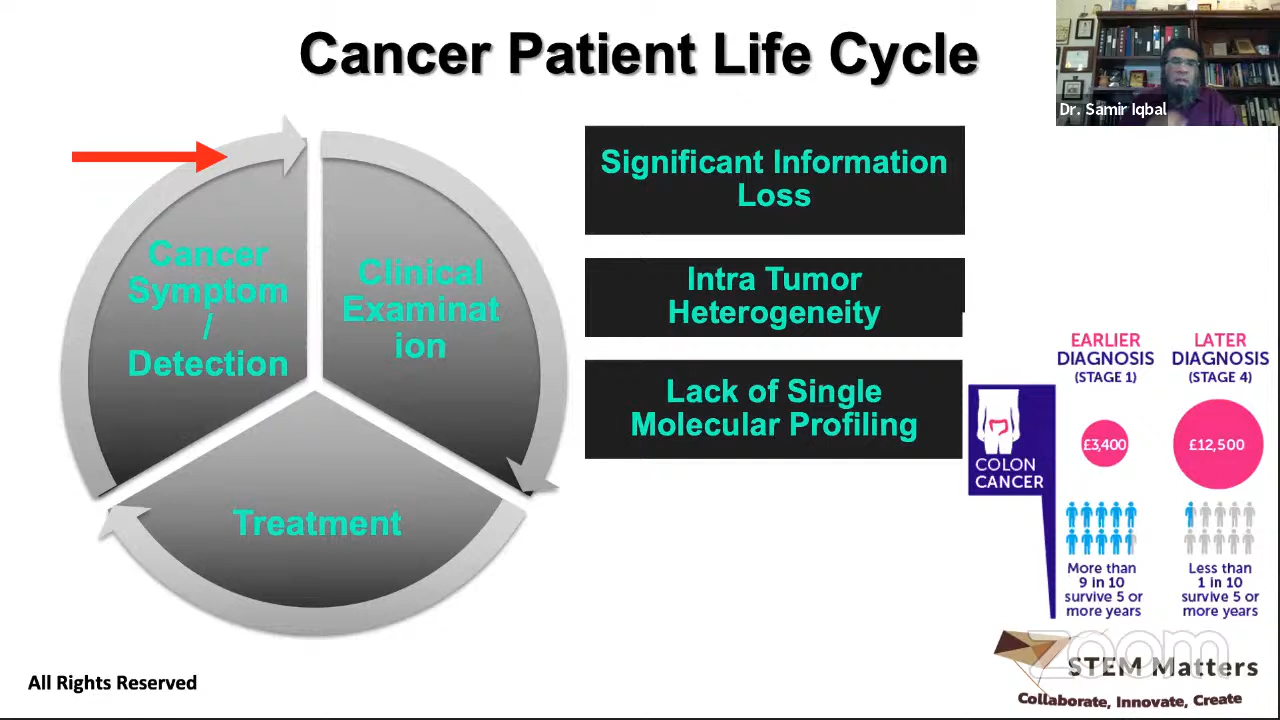 Cancer Patient Life Cycle
Dr. Samir Iqbal
Cancer
Symptom
/
Detection
Clinical
Examinat
ion
Treatment
Significant Information
Loss
Intra Tumor
Heterogeneity
Lack of Single
Molecular Profiling
EARLIER
DIAGNOSIS
(STAGE 1)
LATER
DIAGNOSIS
(STAGE 4)
COLON
CANCER
£3,400
£12,500
More than
9 in 10
survive 5 or
more years
Less than
1 in 10
survive 5 or
more years
zoom
STEM Matters
Collaborate, Innovate, Create
All Rights Reserved